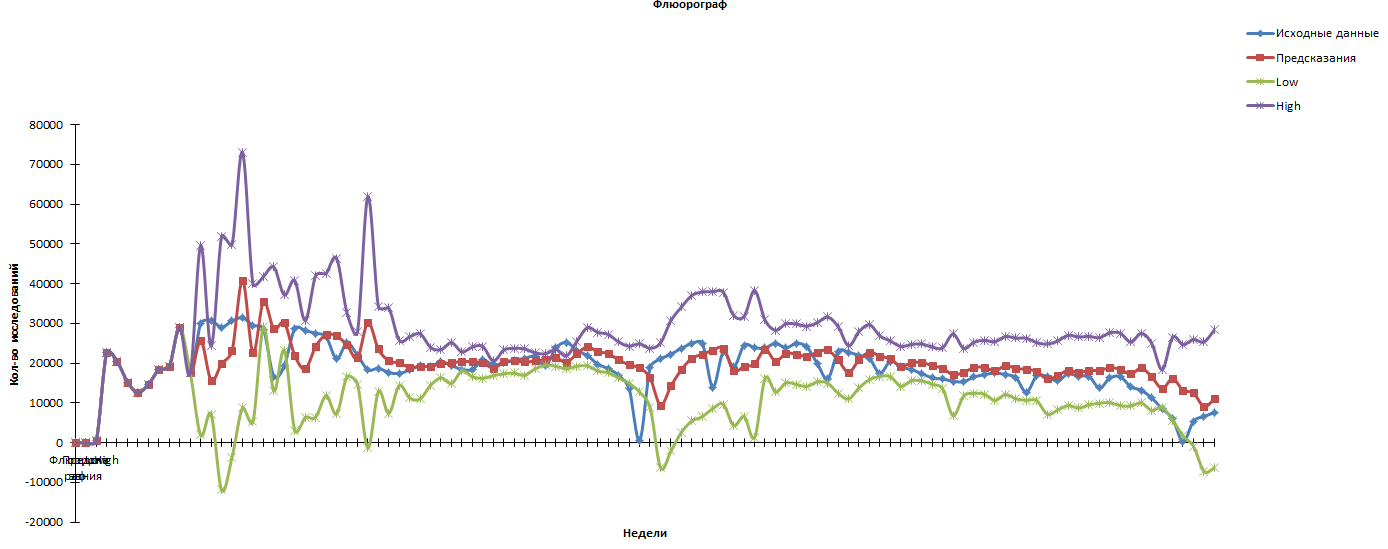 Флюорограф
Исходные данные
Предсказания
Low
High
80000
70000
60000
50000
40000
30000
20000
10000
0
-10000
-20000
Кол-во исследований
High
Недели